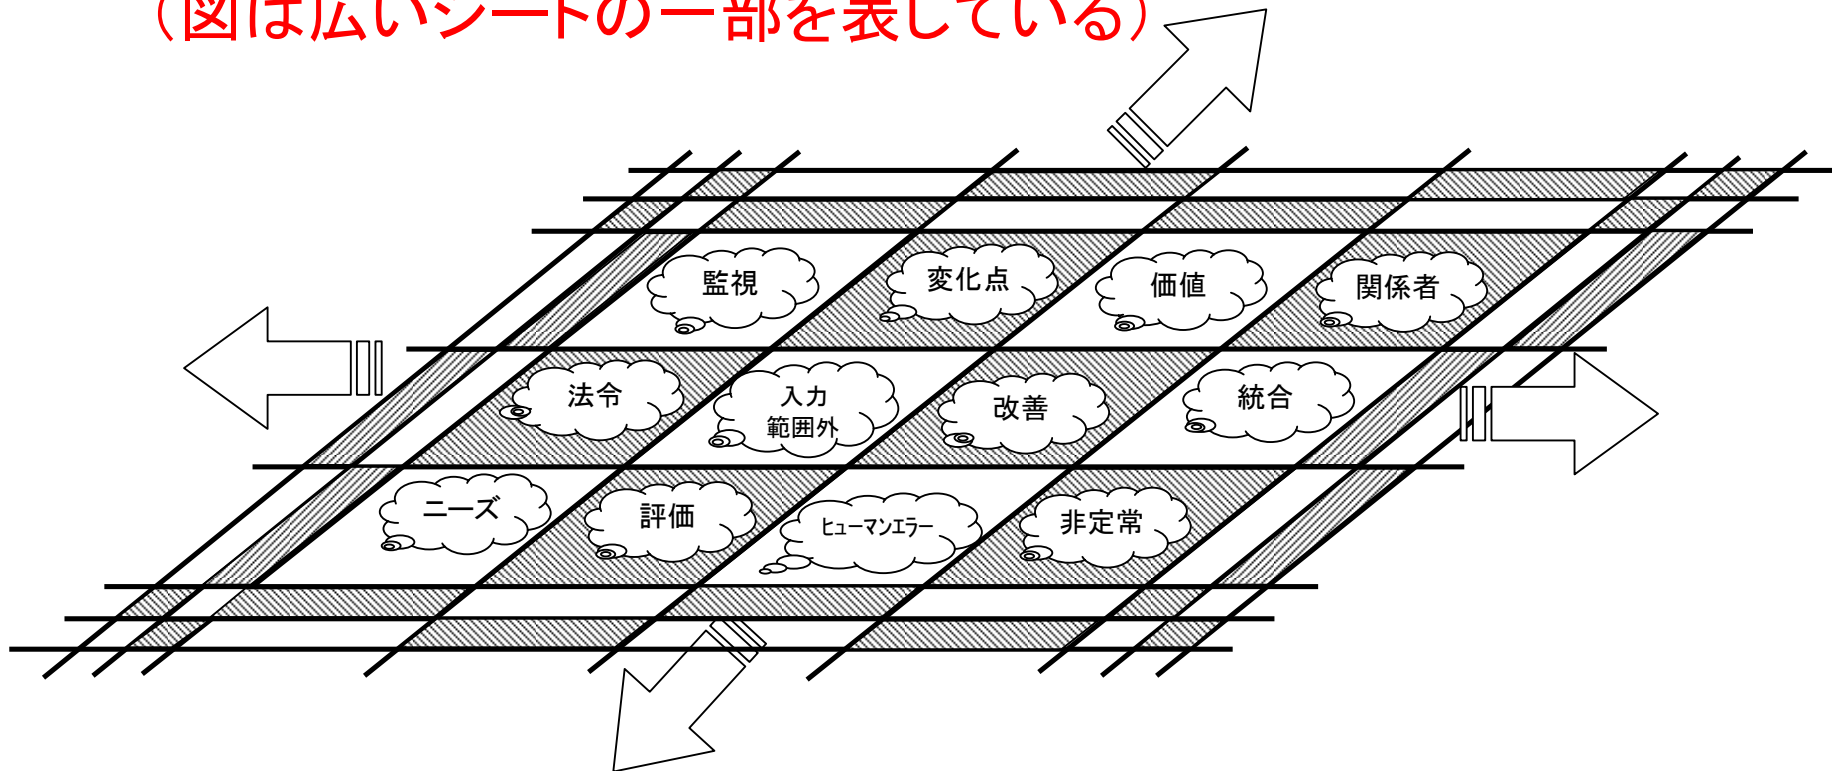 （図は広いシートの一部を表している）
監視
変化点
価値
関係者
法令
入力
範囲外
改善
統合
ニーズ
評価
ヒューマンエラー
非定常